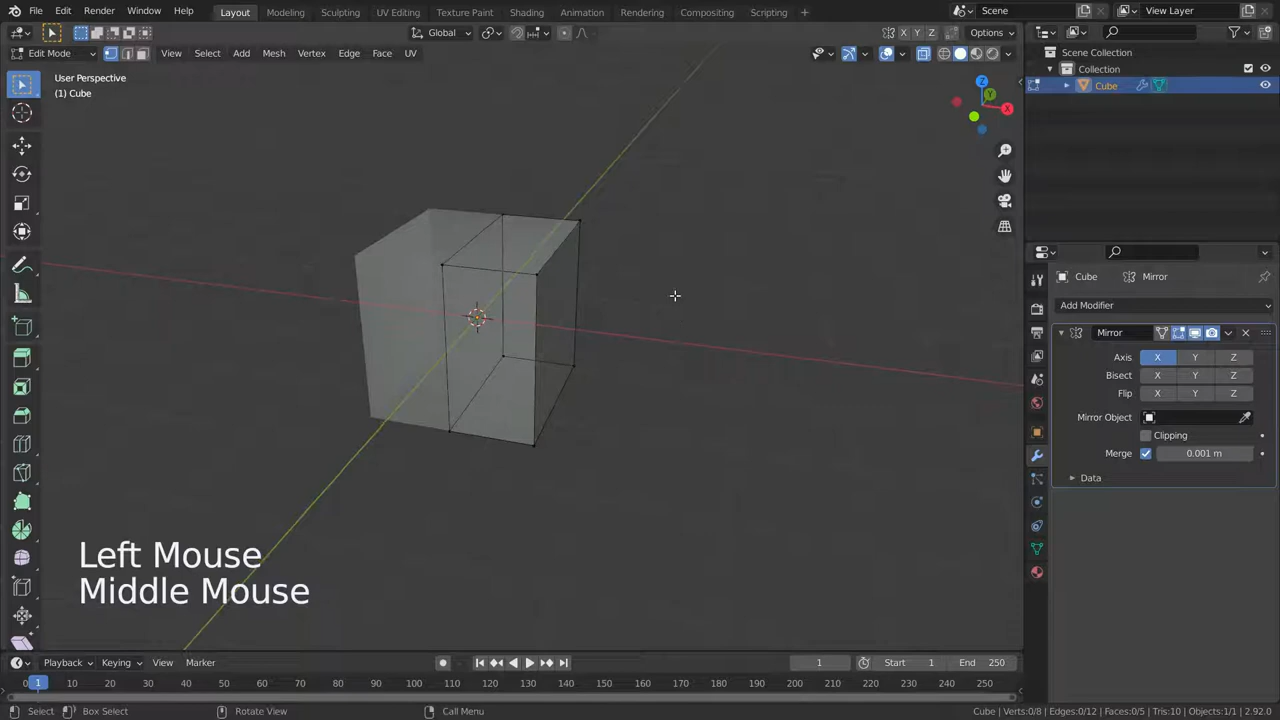 File Edit Render Window Help Layout Modeling Sculpting UV Editing Texture Paint Shading Animation Rendering Compositing Scripting + Scene View Layer
Global X Y Z Options
Edit Mode View Select Add Mesh Vertex Edge Face UV
User Perspective
(1) Cube
Z
Y
X
Scene Collection
Collection
Cube
Cube Mirror
Add Modifier
Mirror
Axis X Y Z
Bisect X Y Z
Flip X Y Z
Mirror Object
Clipping
Merge 0.001 m
Data
Left Mouse
Middle Mouse
Playback Keying View Marker 1 Start 1 End 250
0 1 10 20 30 40 50 60 70 80 90 100 110 120 130 140 150 160 170 180 190 200 210 220 230 240 250
Select Box Select Rotate View Call Menu Cube | Verts:0/8 | Edges:0/12 | Faces:0/5 | Tris:10 | Objects:1/1 | 2.92.0